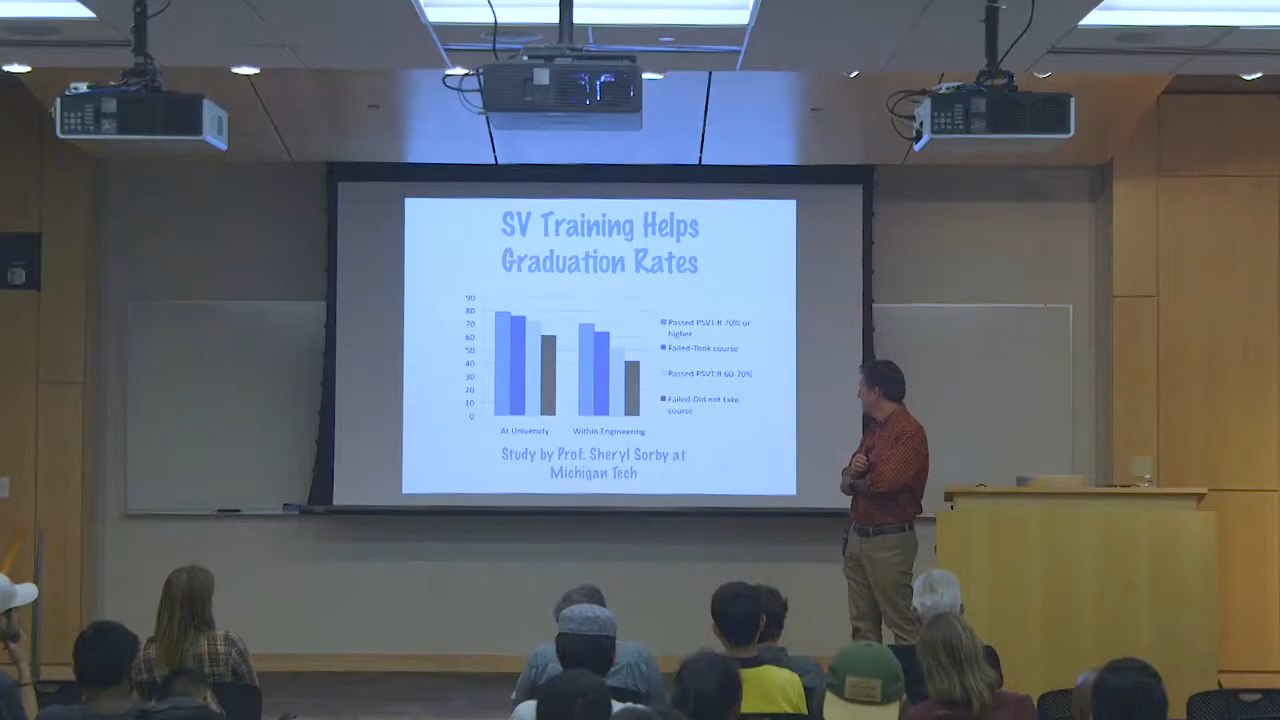 SV Training Helps
Graduation Rates
90
80
70
60
50
40
30
20
10
0
At University
Within Engineering
Passed PSVT:R 70% or
higher
Failed-Took course
Passed PSVT:R 60-70%
Failed-Did not take
course
Study by Prof. Sheryl Sorby at
Michigan Tech